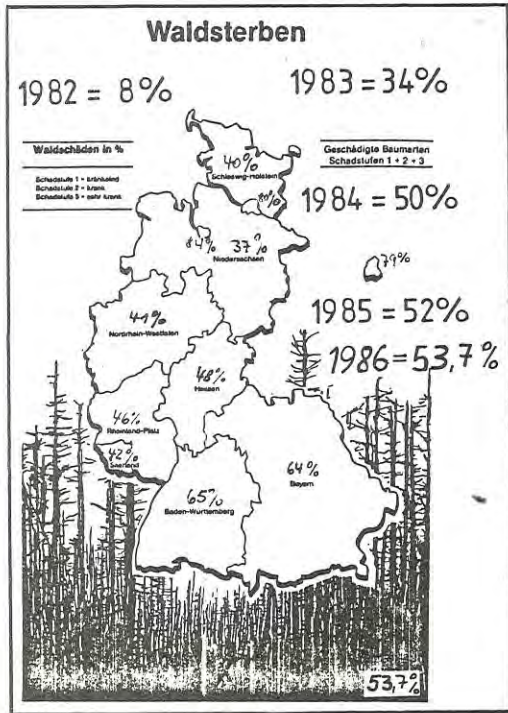 Waldsterben
1982 = 8%
1983 = 34%
Waldschäden in %
Schadstufe 1 = kränkelnd
Schadstufe 2 = krank
Schadstufe 3 = sehr krank
Geschädigte Baumarten
Schadstufen 1 + 2 + 3
40%
Schleswig-Holstein
80%
1984 = 50%
84%
37%
Niedersachsen
79%
41%
Nordrhein-Westfalen
1985 = 52%
1986 = 53,7%
48%
Hessen
46%
Rheinland-Pfalz
42%
Saarland
64%
Bayern
65%
Baden-Württemberg
53,7%